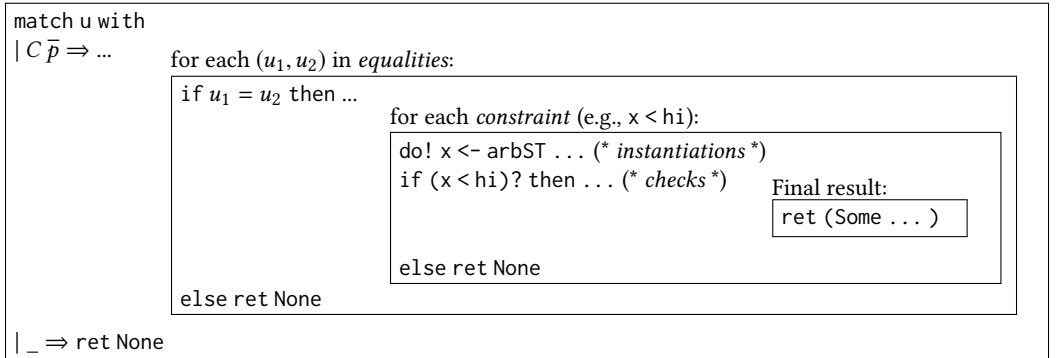 match u with
| C p̅ ⇒ ...
for each (u₁, u₂) in equalities:
if u₁ = u₂ then ...
for each constraint (e.g., x < hi):
do! x <- arbST . . . (* instantiations *)
if (x < hi)? then . . . (* checks *)
Final result:
ret (Some . . . )
else ret None
else ret None
| _ ⇒ ret None